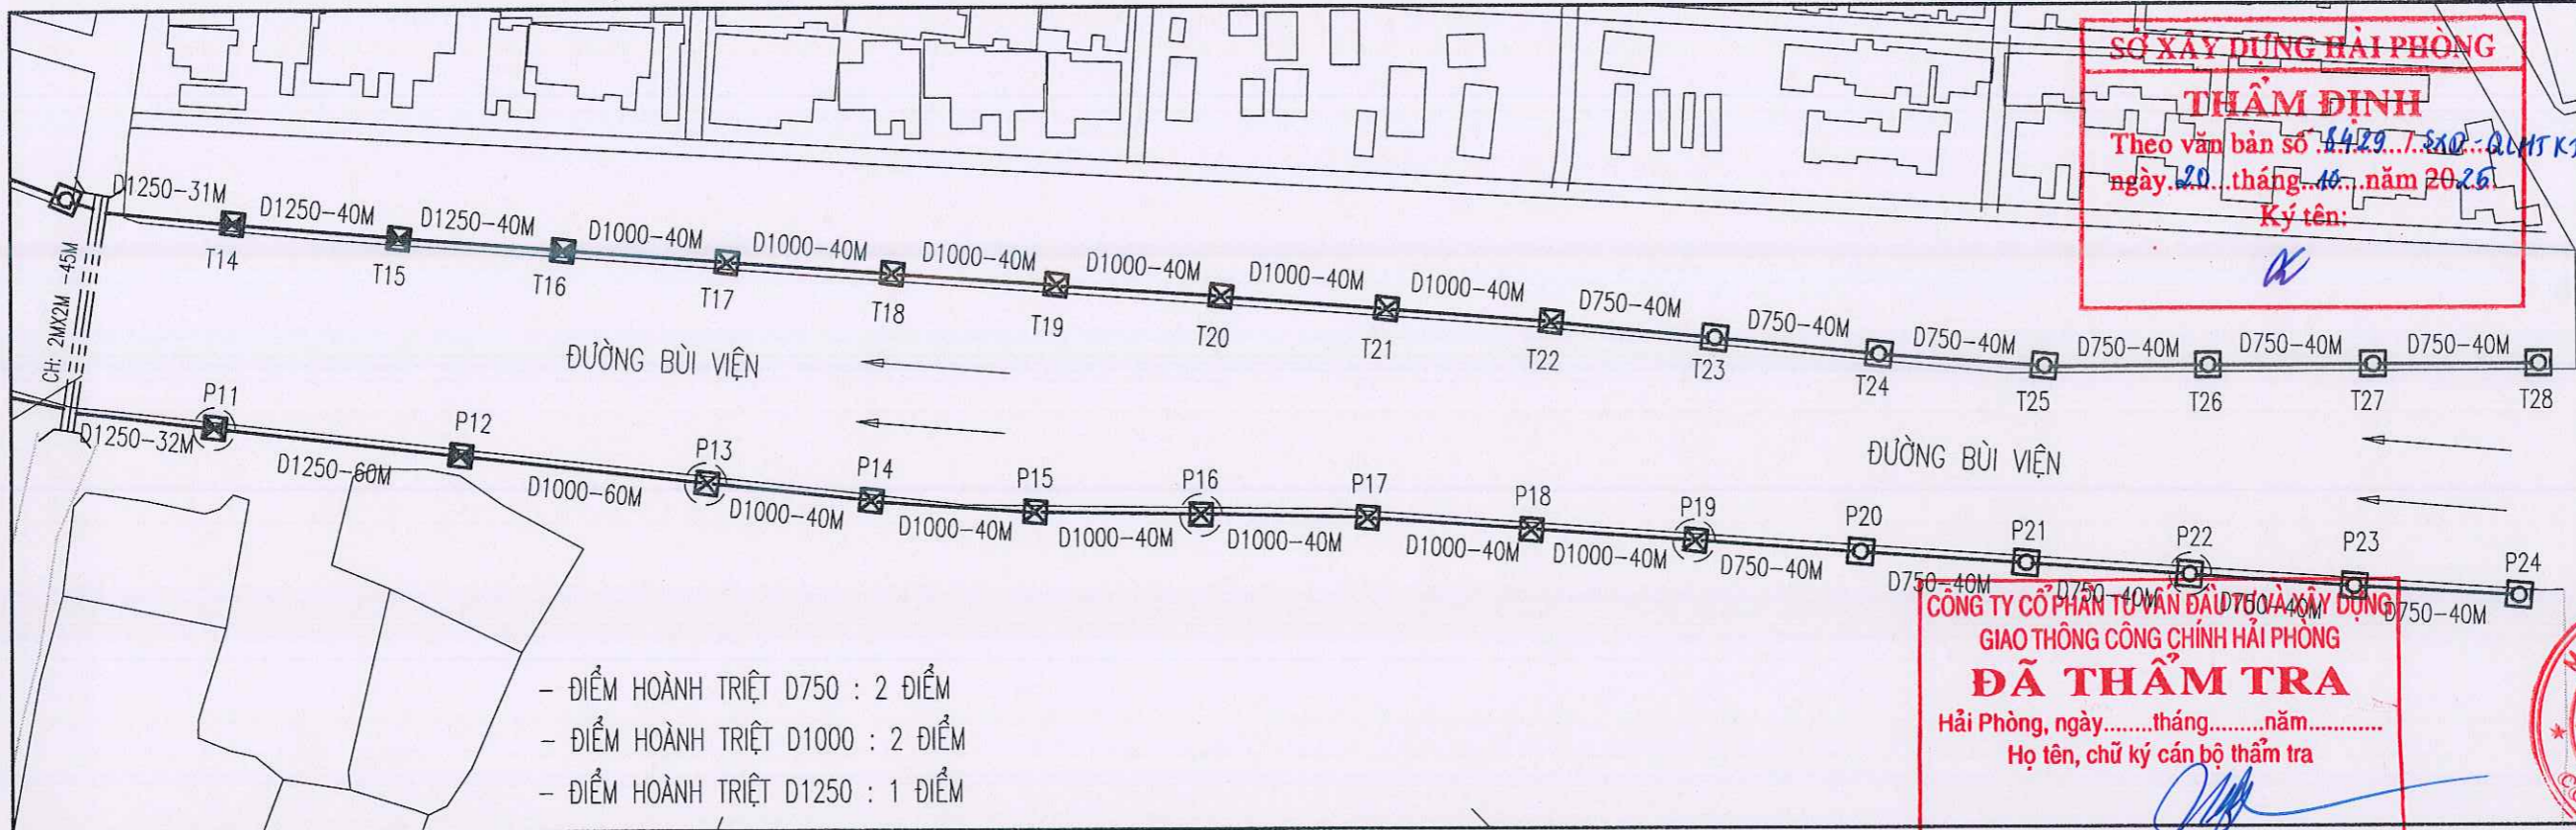 SỞ XÂY DỰNG HẢI PHÒNG
THẨM ĐỊNH
Theo văn bản số 8429 / SXD-QLHTKT
ngày 20 tháng 10 năm 2025
Ký tên:
D1250-31M
D1250-40M
D1250-40M
D1000-40M
D1000-40M
D1000-40M
D1000-40M
D1000-40M
D1000-40M
D750-40M
D750-40M
D750-40M
D750-40M
D750-40M
D750-40M
T14
T15
T16
T17
T18
T19
T20
T21
T22
T23
T24
T25
T26
T27
T28
CH: 2MX2M -45M
ĐƯỜNG BÙI VIỆN
ĐƯỜNG BÙI VIỆN
P11
P12
P13
P14
P15
P16
P17
P18
P19
P20
P21
P22
P23
P24
D1250-32M
D1250-60M
D1000-60M
D1000-40M
D1000-40M
D1000-40M
D1000-40M
D1000-40M
D1000-40M
D750-40M
D750-40M
D750-40M
D750-40M
D750-40M
- ĐIỂM HOÀNH TRIỆT D750 : 2 ĐIỂM
- ĐIỂM HOÀNH TRIỆT D1000 : 2 ĐIỂM
- ĐIỂM HOÀNH TRIỆT D1250 : 1 ĐIỂM
CÔNG TY CỔ PHẦN TƯ VẤN ĐẦU TƯ VÀ XÂY DỰNG
GIAO THÔNG CÔNG CHÍNH HẢI PHÒNG
ĐÃ THẨM TRA
Hải Phòng, ngày........tháng.........năm.............
Họ tên, chữ ký cán bộ thẩm tra